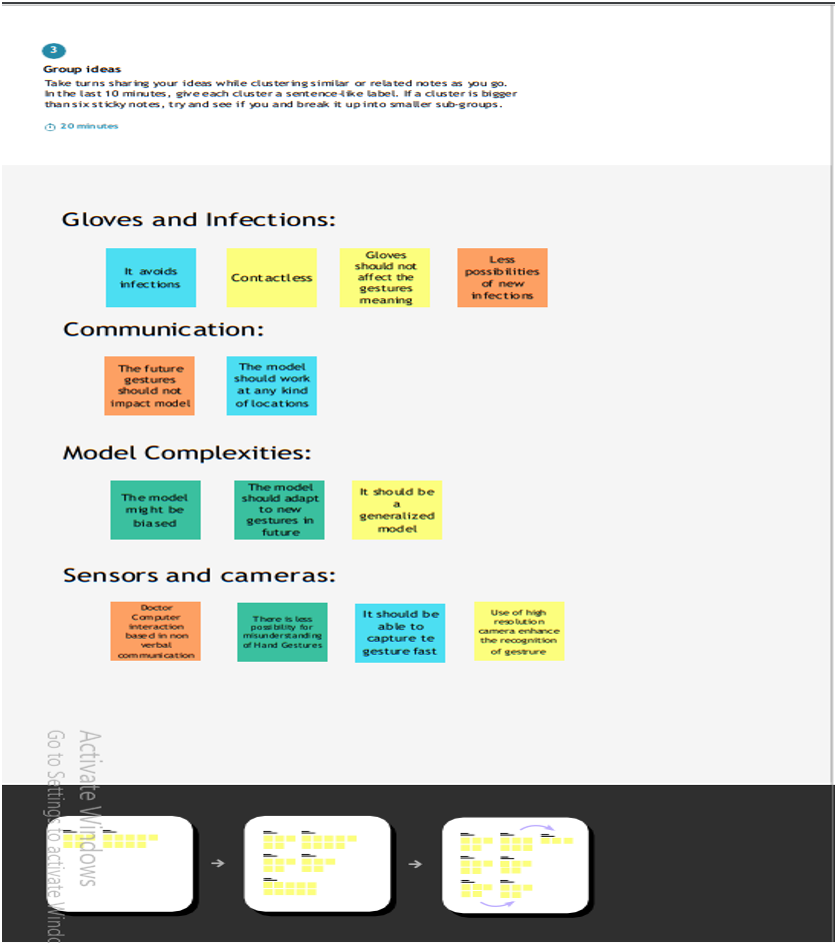 3
Group ideas
Take turns sharing your ideas while clustering similar or related notes as you go.
In the last 10 minutes, give each cluster a sentence-like label. If a cluster is bigger
than six sticky notes, try and see if you and break it up into smaller sub-groups.
20 minutes
Gloves and Infections:
It avoids
infections
Contactless
Gloves
should not
affect the
gestures
meaning
Less
possibilities
of new
infections
Communication:
The future
gestures
should not
impact model
The model
should work
at any kind
of locations
Model Complexities:
The model
might be
biased
The model
should adapt
to new
gestures in
future
It should be
a
generalized
model
Sensors and cameras:
Doctor
Computer
interaction
based in non
verbal
communication
There is less
possibility for
misunderstanding
of Hand Gestures
It should be
able to
capture te
gesture fast
Use of high
resolution
camera enhance
the recognition
of gestrure
Activate Windows
Go to Settings to activate Windo